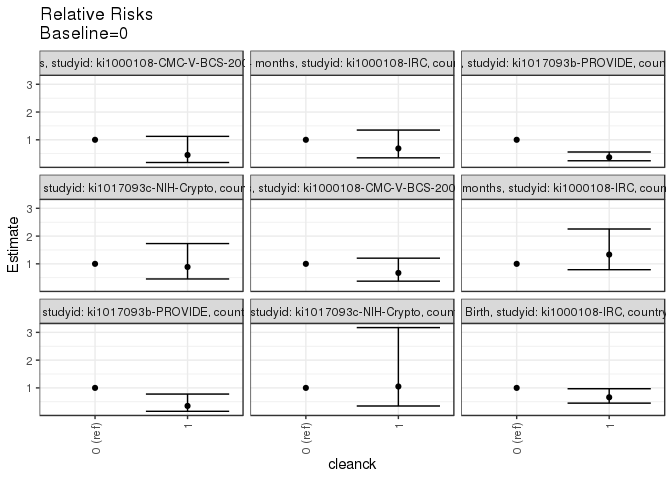 Relative Risks
Baseline=0
s, studyid: ki1000108-CMC-V-BCS-200
months, studyid: ki1000108-IRC, cour
, studyid: ki1017093b-PROVIDE, coun
studyid: ki1017093c-NIH-Crypto, coun
, studyid: ki1000108-CMC-V-BCS-200
months, studyid: ki1000108-IRC, count
studyid: ki1017093b-PROVIDE, count
studyid: ki1017093c-NIH-Crypto, coun
Birth, studyid: ki1000108-IRC, country
3
2
1
3
2
1
3
2
1
Estimate
0 (ref)
1
0 (ref)
1
0 (ref)
1
cleanck